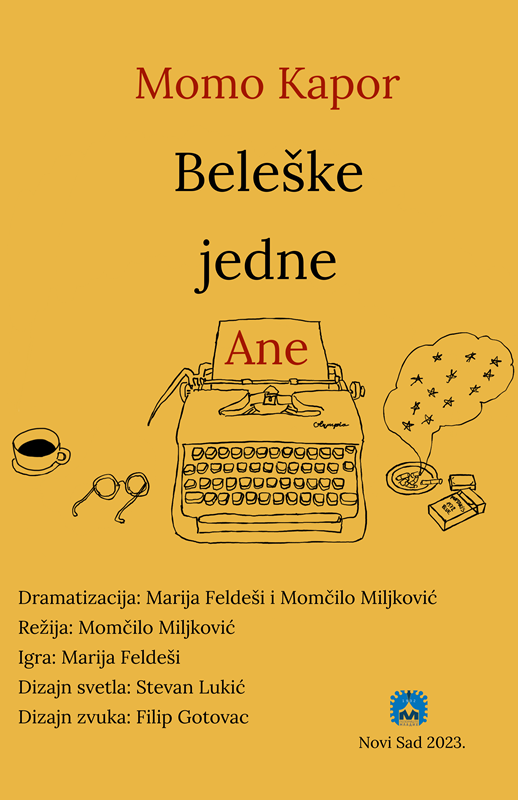 Momo Kapor
Beleške
jedne
Ane
Olympia
Dramatizacija: Marija Feldeši i Momčilo Miljković
Režija: Momčilo Miljković
Igra: Marija Feldeši
Dizajn svetla: Stevan Lukić
Dizajn zvuka: Filip Gotovac
Novi Sad 2023.